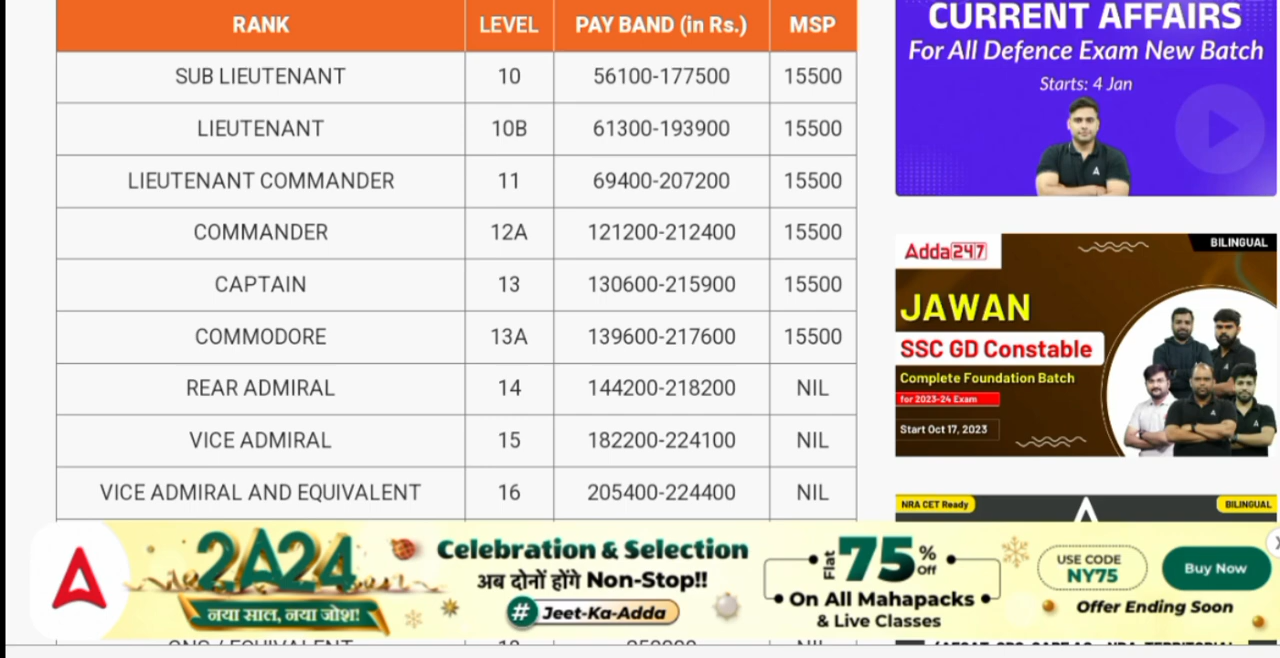 RANK LEVEL PAY BAND (in Rs.) MSP
SUB LIEUTENANT 10 56100-177500 15500
LIEUTENANT 10B 61300-193900 15500
LIEUTENANT COMMANDER 11 69400-207200 15500
COMMANDER 12A 121200-212400 15500
CAPTAIN 13 130600-215900 15500
COMMODORE 13A 139600-217600 15500
REAR ADMIRAL 14 144200-218200 NIL
VICE ADMIRAL 15 182200-224100 NIL
VICE ADMIRAL AND EQUIVALENT 16 205400-224400 NIL
CURRENT AFFAIRS
For All Defence Exam New Batch
Starts: 4 Jan
Adda247
BILINGUAL
JAWAN
SSC GD Constable
Complete Foundation Batch
for 2023-24 Exam
Start Oct 17, 2023
NRA CET Ready
BILINGUAL
2A24
नया साल, नया जोश!
Celebration & Selection
अब दोनों होंगे Non-Stop!!
# Jeet-Ka-Adda
Flat 75% Off
On All Mahapacks
& Live Classes
USE CODE
NY75
Buy Now
Offer Ending Soon